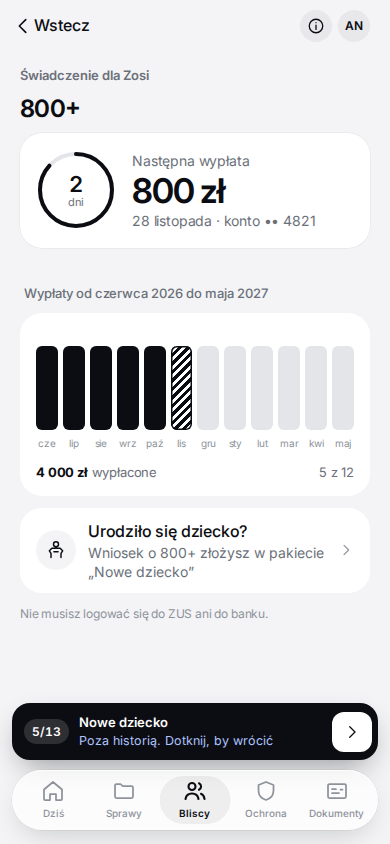 Wstecz
AN
Świadczenie dla Zosi
800+
2
dni
Następna wypłata
800 zł
28 listopada · konto •• 4821
Wypłaty od czerwca 2026 do maja 2027
cze lip sie wrz paź lis gru sty lut mar kwi maj
4 000 zł wypłacone 5 z 12
Urodziło się dziecko?
Wniosek o 800+ złożysz w pakiecie
„Nowe dziecko”
Nie musisz logować się do ZUS ani do banku.
5/13
Nowe dziecko
Poza historią. Dotknij, by wrócić
Dziś Sprawy Bliscy Ochrona Dokumenty